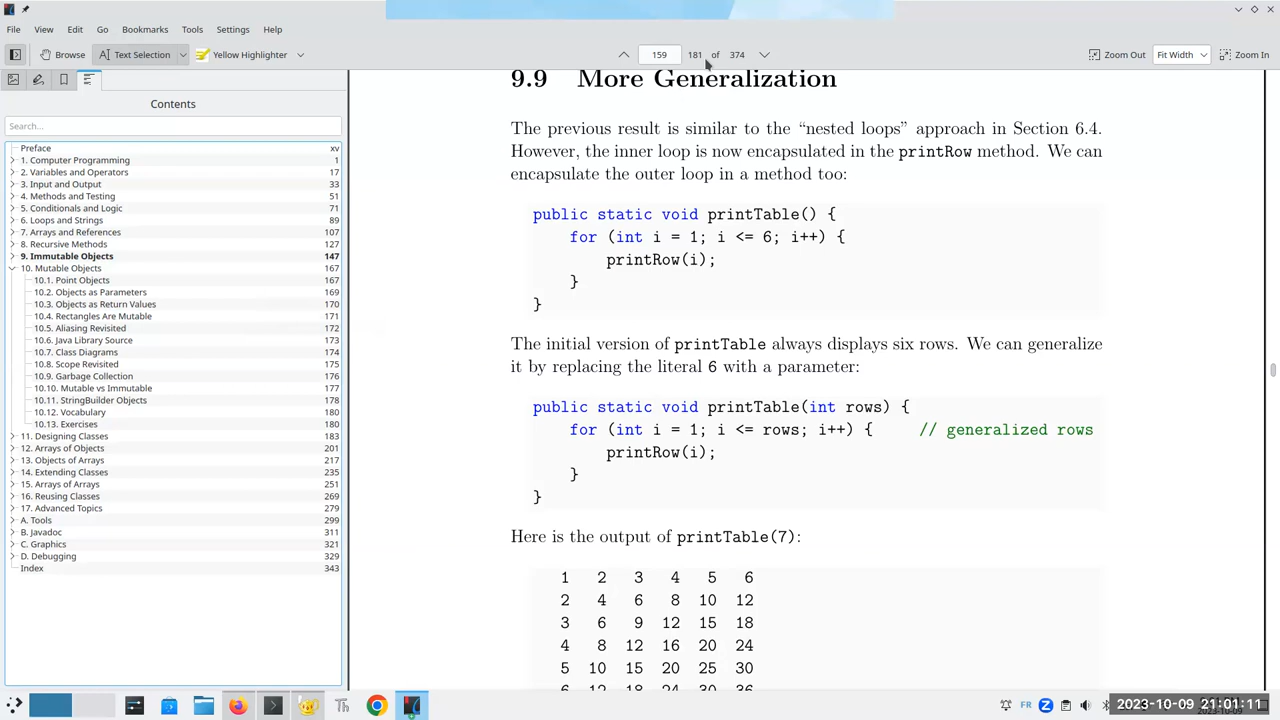 File View Edit Go Bookmarks Tools Settings Help
Browse Text Selection Yellow Highlighter 159 181 of 374 Zoom Out Fit Width Zoom In
Contents
Search...
Preface xv
1. Computer Programming 1
2. Variables and Operators 17
3. Input and Output 33
4. Methods and Testing 51
5. Conditionals and Logic 71
6. Loops and Strings 89
7. Arrays and References 107
8. Recursive Methods 127
9. Immutable Objects 147
10. Mutable Objects 167
10.1. Point Objects 167
10.2. Objects as Parameters 169
10.3. Objects as Return Values 170
10.4. Rectangles Are Mutable 171
10.5. Aliasing Revisited 172
10.6. Java Library Source 173
10.7. Class Diagrams 174
10.8. Scope Revisited 175
10.9. Garbage Collection 176
10.10. Mutable vs Immutable 177
10.11. StringBuilder Objects 178
10.12. Vocabulary 180
10.13. Exercises 180
11. Designing Classes 183
12. Arrays of Objects 201
13. Objects of Arrays 217
14. Extending Classes 235
15. Arrays of Arrays 251
16. Reusing Classes 269
17. Advanced Topics 279
A. Tools 299
B. Javadoc 311
C. Graphics 321
D. Debugging 329
Index 343
9.9 More Generalization
The previous result is similar to the “nested loops” approach in Section 6.4.
However, the inner loop is now encapsulated in the printRow method. We can
encapsulate the outer loop in a method too:
public static void printTable() {
for (int i = 1; i <= 6; i++) {
printRow(i);
}
}
The initial version of printTable always displays six rows. We can generalize
it by replacing the literal 6 with a parameter:
public static void printTable(int rows) {
for (int i = 1; i <= rows; i++) { // generalized rows
printRow(i);
}
}
Here is the output of printTable(7):
1 2 3 4 5 6
2 4 6 8 10 12
3 6 9 12 15 18
4 8 12 16 20 24
5 10 15 20 25 30
6 12 18 24 30 36
FR
2023-10-09 21:01:11